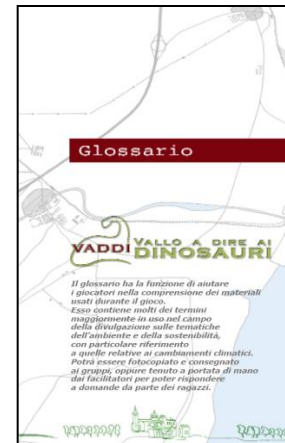 Glossario
VADDI VALLO A DIRE AI
DINOSAURI
Il glossario ha la funzione di aiutare
i giocatori nella comprensione dei materiali
usati durante il gioco.
Esso contiene molti dei termini
maggiormente in uso nel campo
della divulgazione sulle tematiche
dell'ambiente e della sostenibilità,
con particolare riferimento
a quelle relative ai cambiamenti climatici.
Potrà essere fotocopiato e consegnato
ai gruppi, oppure tenuto a portata di mano
dai facilitatori per poter rispondere
a domande da parte dei ragazzi.